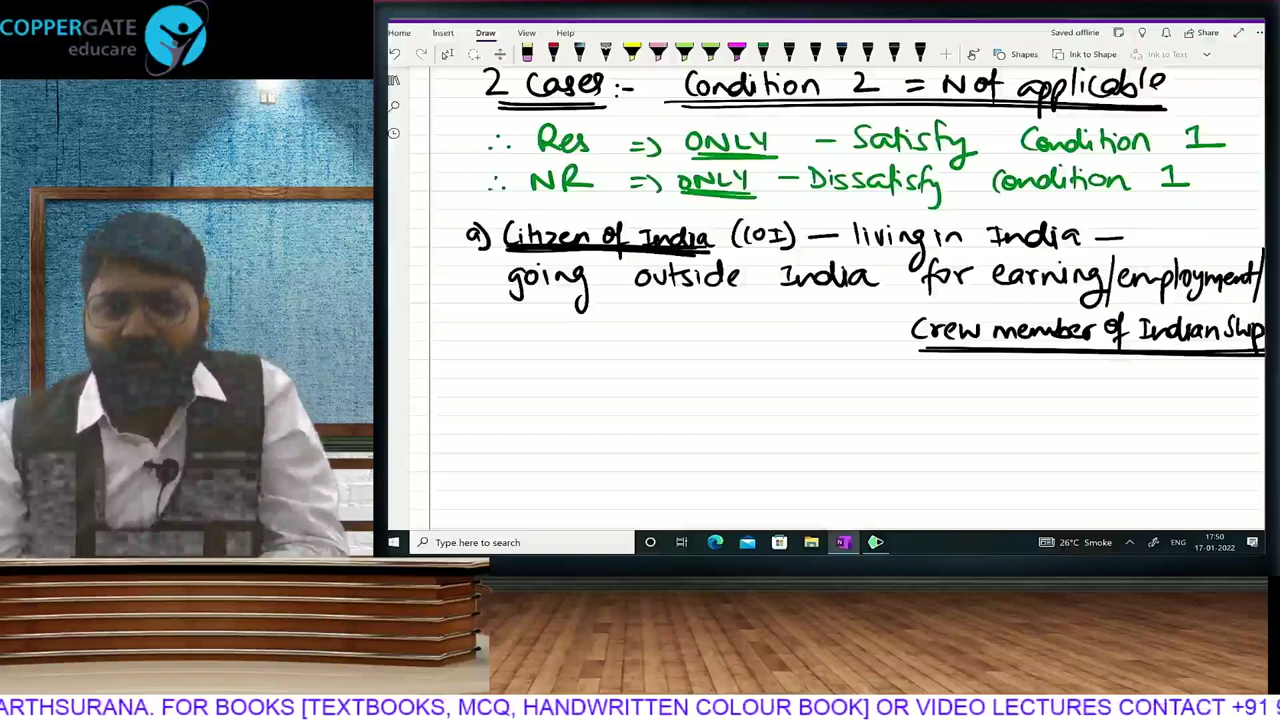 COPPERGATE
educare
Home Insert Draw View Help
Saved offline
Share
Shapes
Ink to Shape
Ink to Text
2 Cases :- Condition 2 = Not applicable
∴ Res => ONLY - Satisfy Condition 1
∴ NR => ONLY - Dissatisfy Condition 1
a) Citizen of India (COI) - living in India -
going outside India for earning/employment/
Crew member of Indian Ship
Type here to search
26°C Smoke
ENG
17:50
17-01-2022
ARTHSURANA. FOR BOOKS [TEXTBOOKS, MCQ, HANDWRITTEN COLOUR BOOK] OR VIDEO LECTURES CONTACT +91 9